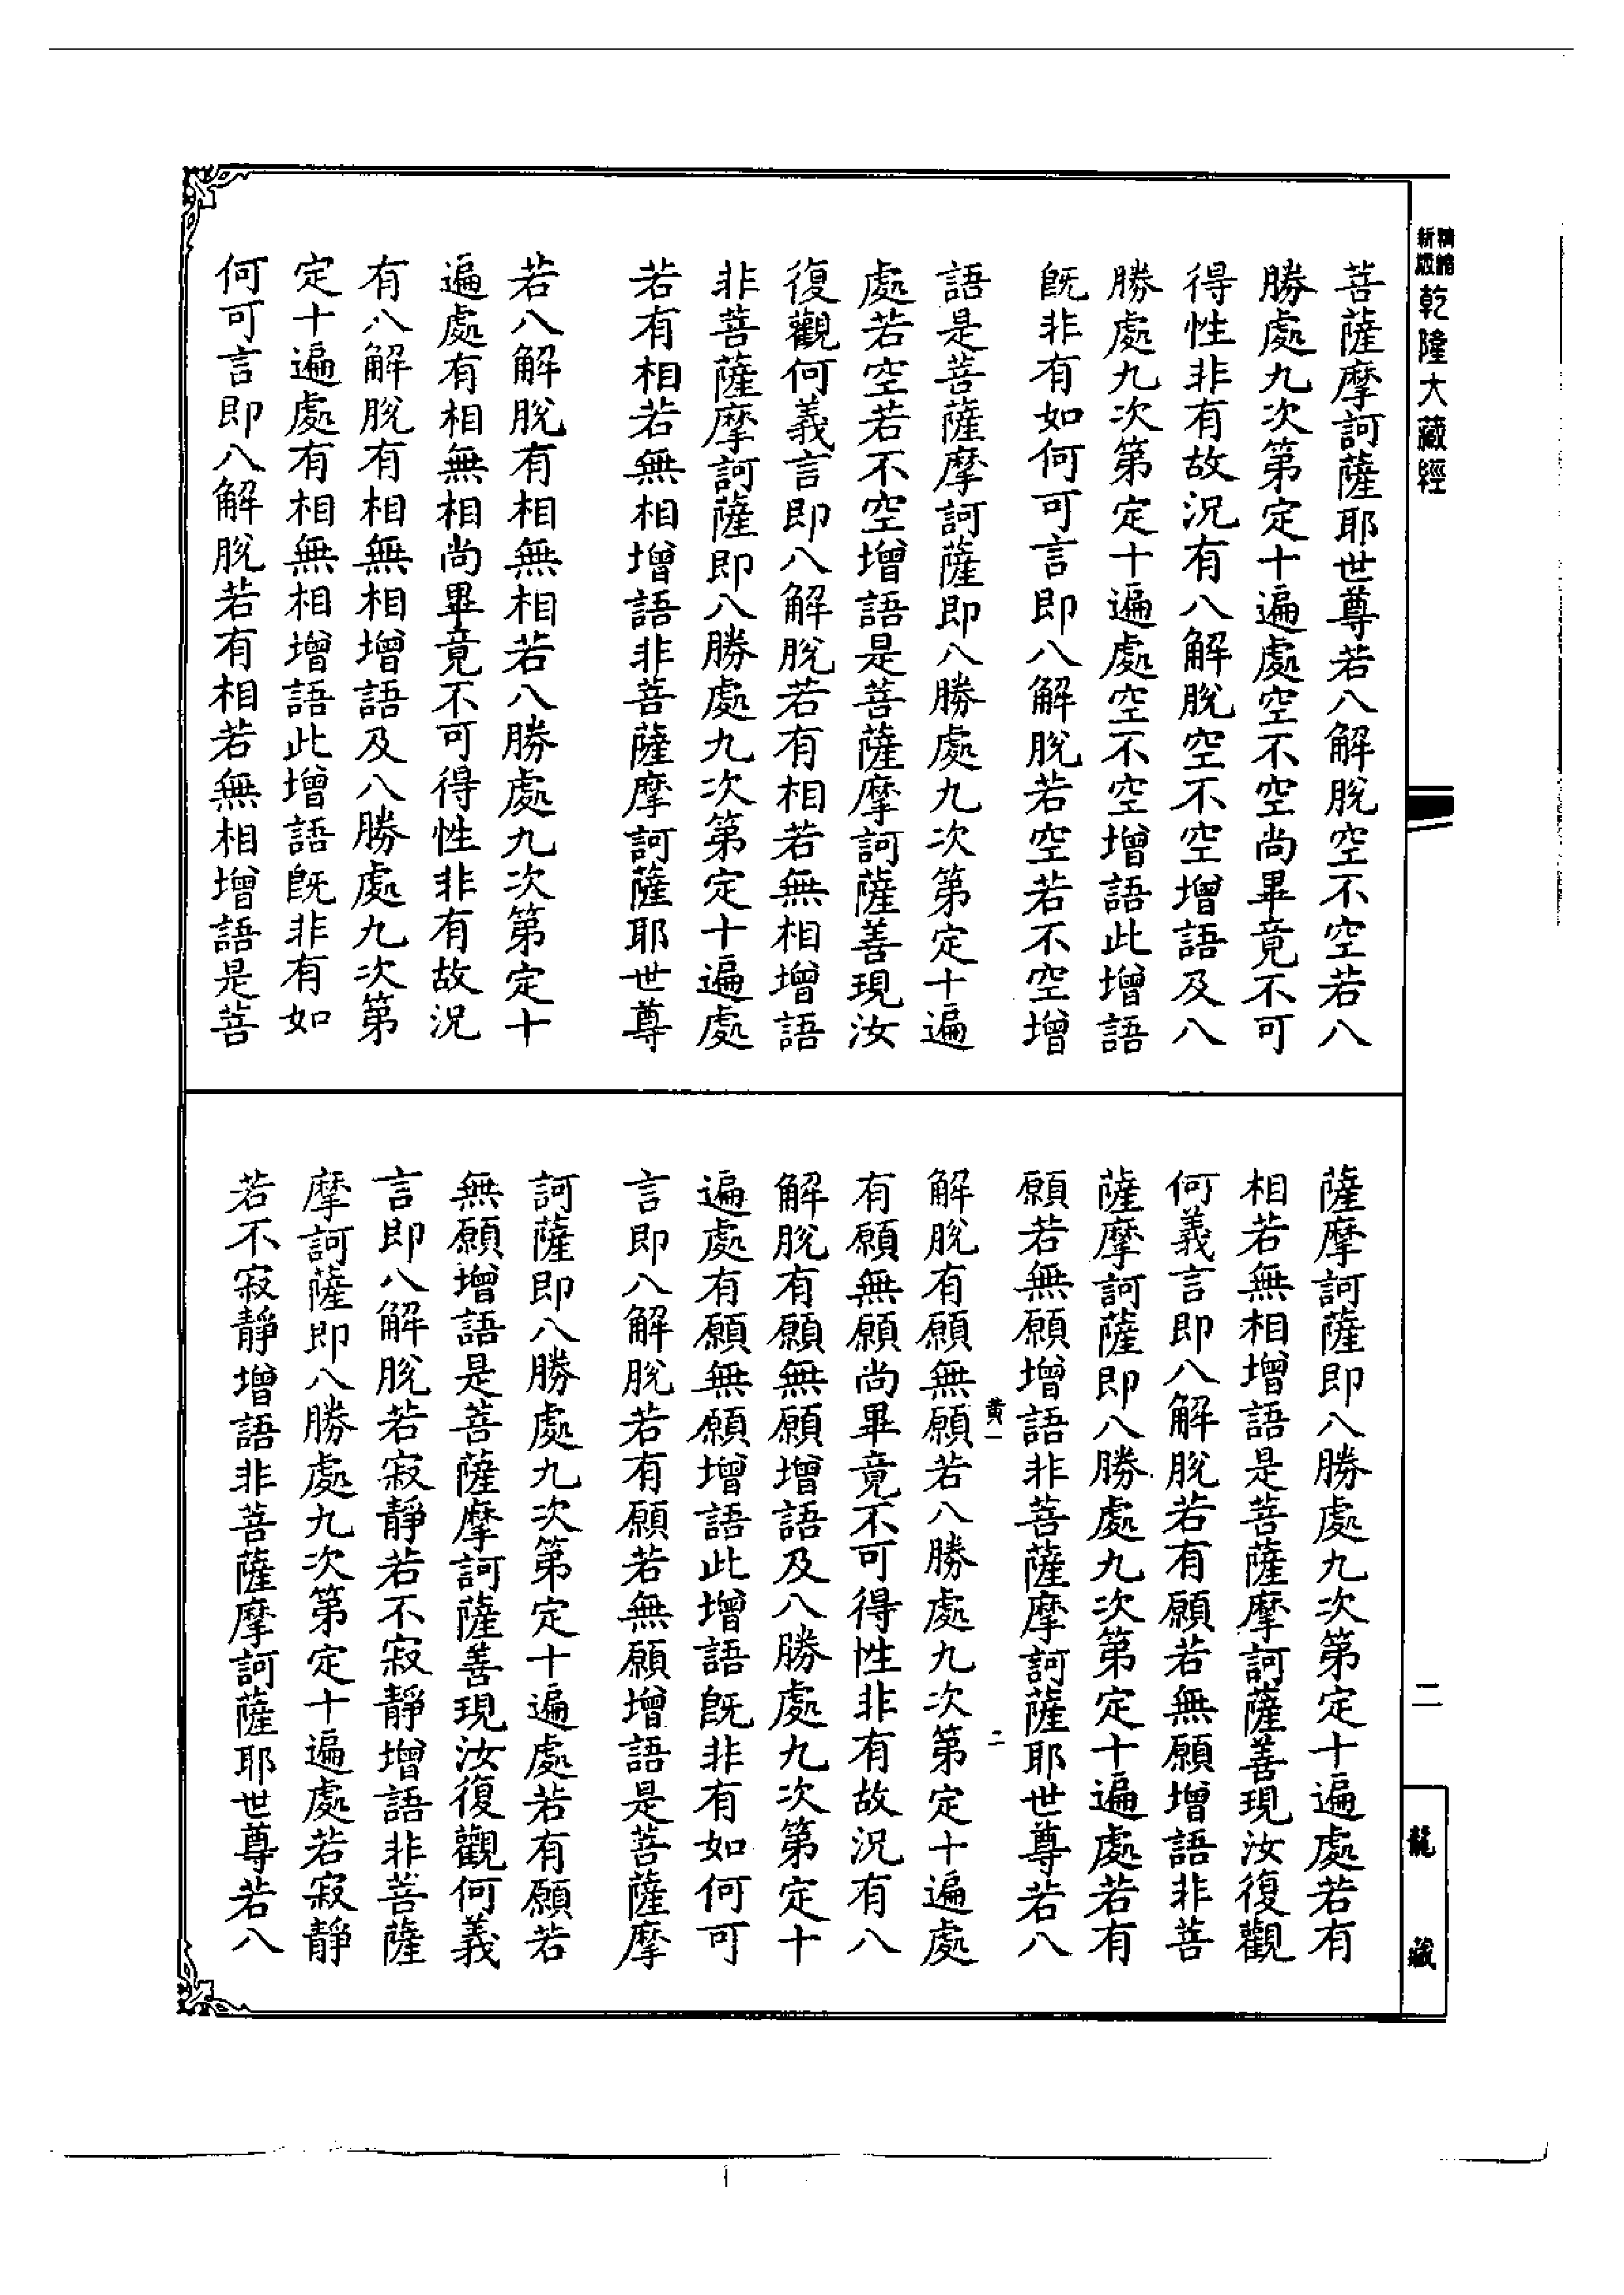 新版
乾隆大藏經
菩薩摩訶薩耶世尊若八解脫空不空若八
勝處九次第定十遍處空不空尚畢竟不可
得性非有故況有八解脫空不空增語及八
勝處九次第定十遍處空不空增語此增語
旣非有如何可言即八解脫若空若不空增
語是菩薩摩訶薩即八勝處九次第定十遍
處若空若不空增語是菩薩摩訶薩善現汝
復觀何義言即八解脫若有相若無相增語
非菩薩摩訶薩即八勝處九次第定十遍處
若有相若無相增語非菩薩摩訶薩耶世尊
若八解脫有相無相若八勝處九次第定十
遍處有相無相尚畢竟不可得性非有故況
有八解脫有相無相增語及八勝處九次第
定十遍處有相無相增語此增語旣非有如
何可言即八解脫若有相若無相增語是菩
薩摩訶薩即八勝處九次第定十遍處若有
相若無相增語是菩薩摩訶薩善現汝復觀
何義言即八解脫若有願若無願增語非菩
薩摩訶薩即八勝處九次第定十遍處若有
願若無願增語非菩薩摩訶薩耶世尊若八
黃一
二
解脫有願無願若八勝處九次第定十遍處
有願無願尚畢竟不可得性非有故況有八
解脫有願無願增語及八勝處九次第定十
遍處有願無願增語此增語旣非有如何可
言即八解脫若有願若無願增語是菩薩摩
訶薩即八勝處九次第定十遍處若有願若
無願增語是菩薩摩訶薩善現汝復觀何義
言即八解脫若寂靜若不寂靜增語非菩薩
摩訶薩即八勝處九次第定十遍處若寂靜
若不寂靜增語非菩薩摩訶薩耶世尊若八
二
龍藏